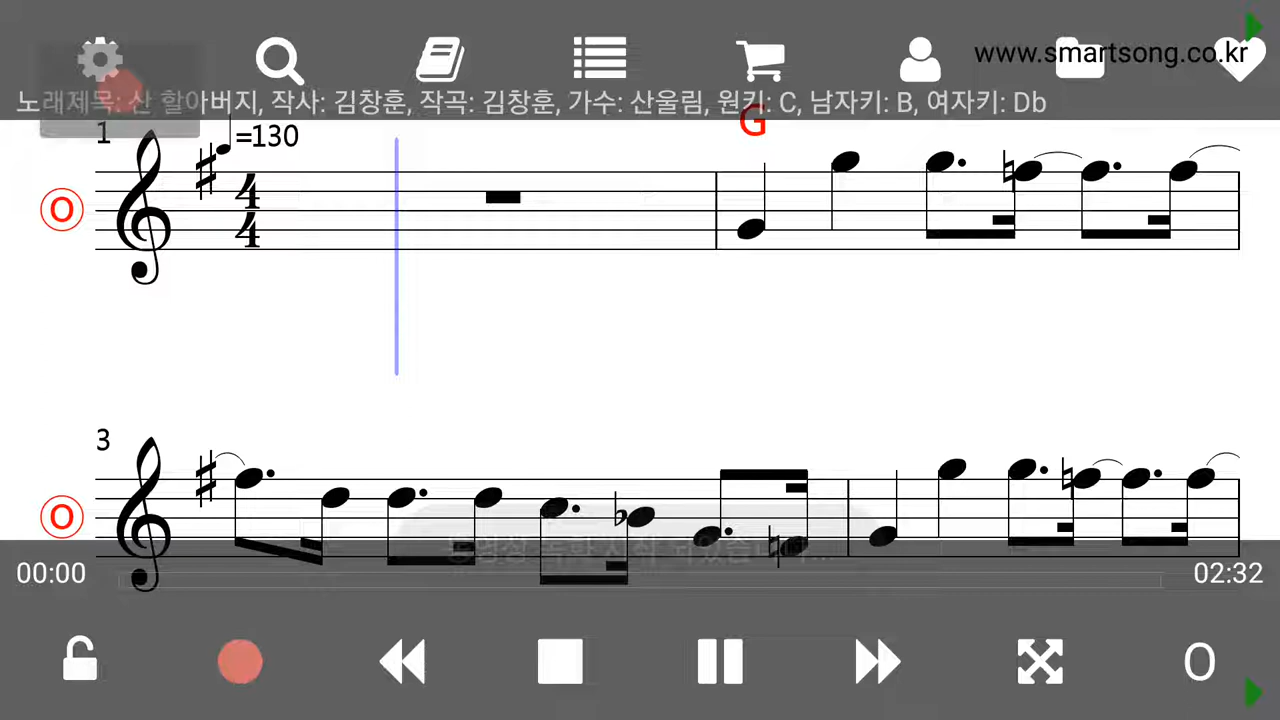 www.smartsong.co.kr
노래제목: 산 할아버지, 작사: 김창훈, 작곡: 김창훈, 가수: 산울림, 원키: C, 남자키: B, 여자키: Db
1
=130
G
O
4
4
3
O
00:00
02:32
O